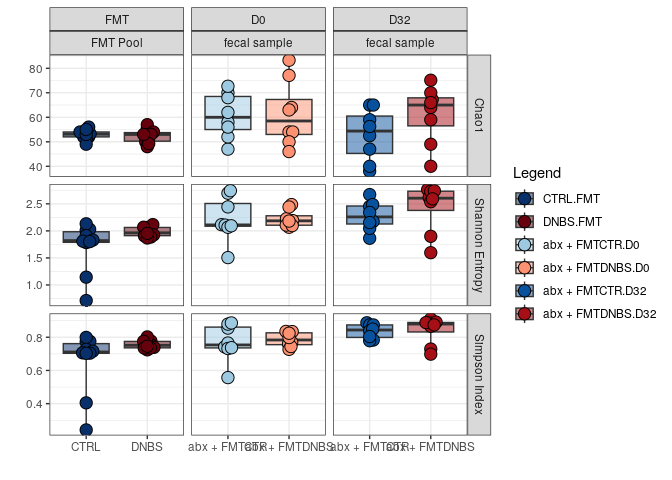 FMT D0 D32
FMT Pool fecal sample fecal sample
80
70
60
50
40
Chao1
2.5
2.0
1.5
1.0
Shannon Entropy
0.8
0.6
0.4
Simpson Index
CTRL DNBS abx + FMTCTR abx + FMTDNBS abx + FMTCTR abx + FMTDNBS
Legend
CTRL.FMT
DNBS.FMT
abx + FMTCTR.D0
abx + FMTDNBS.D0
abx + FMTCTR.D32
abx + FMTDNBS.D32